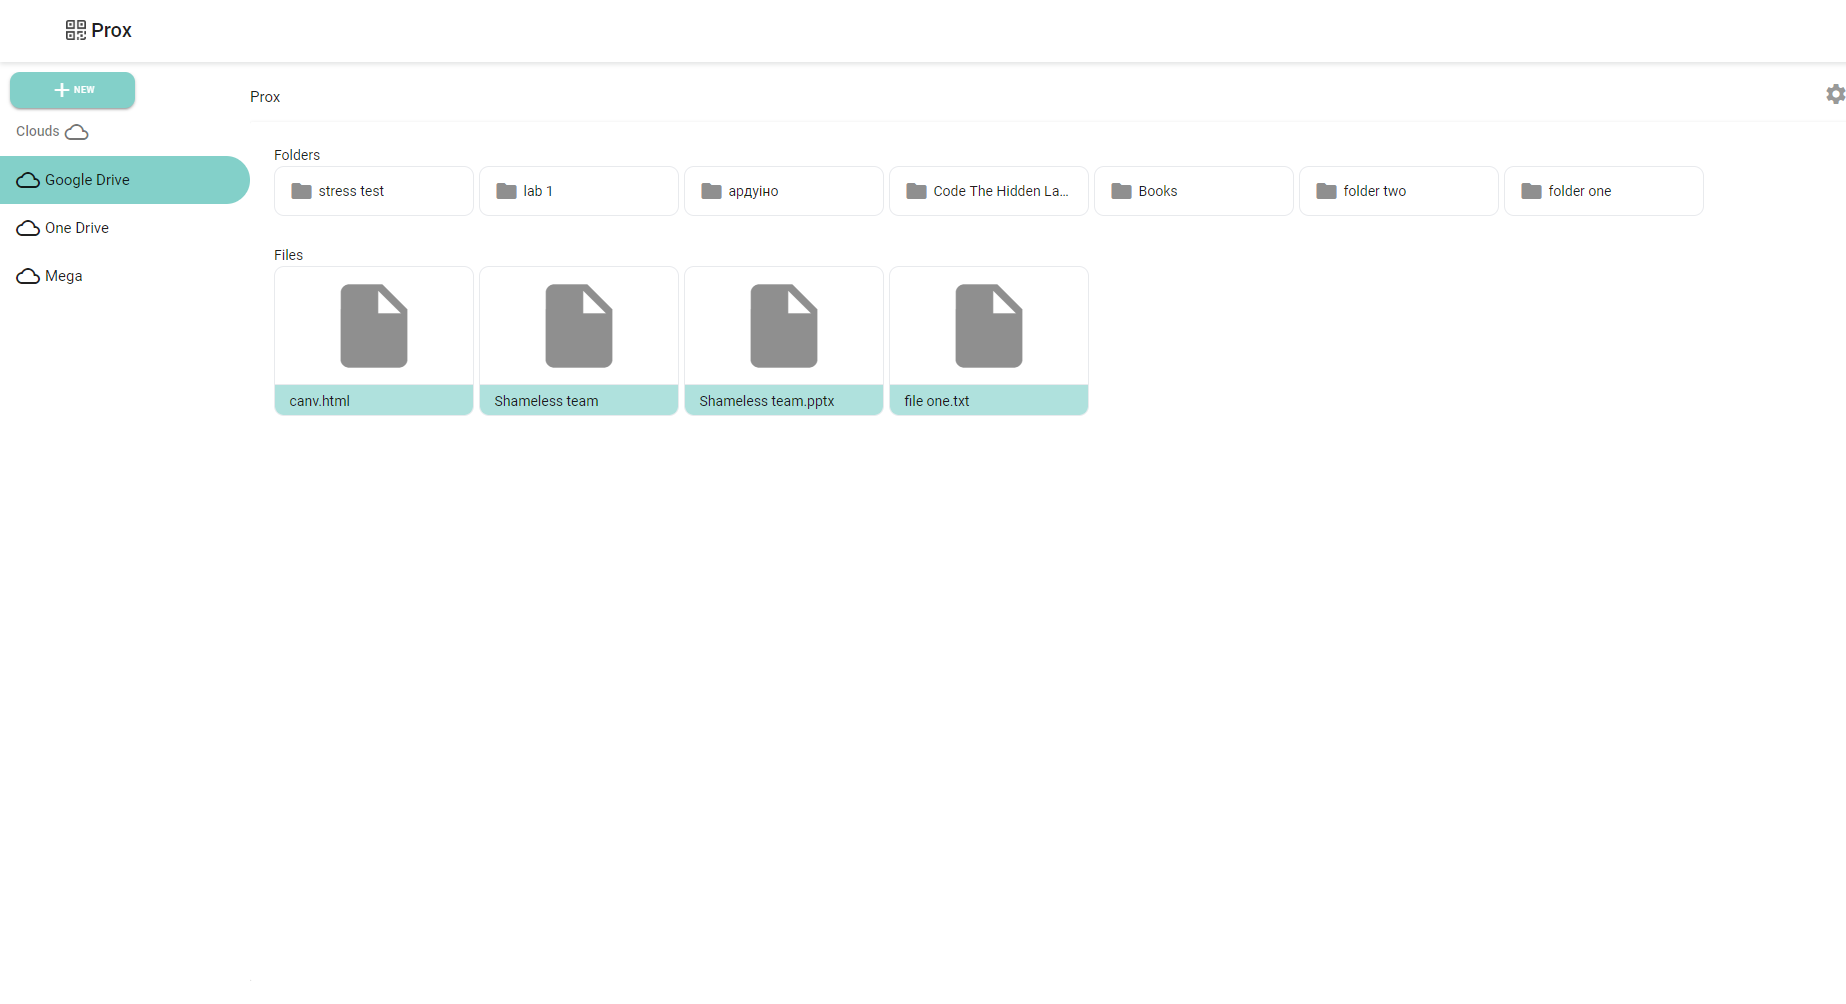 Prox
NEW
Clouds
Google Drive
One Drive
Mega
Prox
Folders
stress test
lab 1
ардуіно
Code The Hidden La...
Books
folder two
folder one
Files
canv.html
Shameless team
Shameless team.pptx
file one.txt